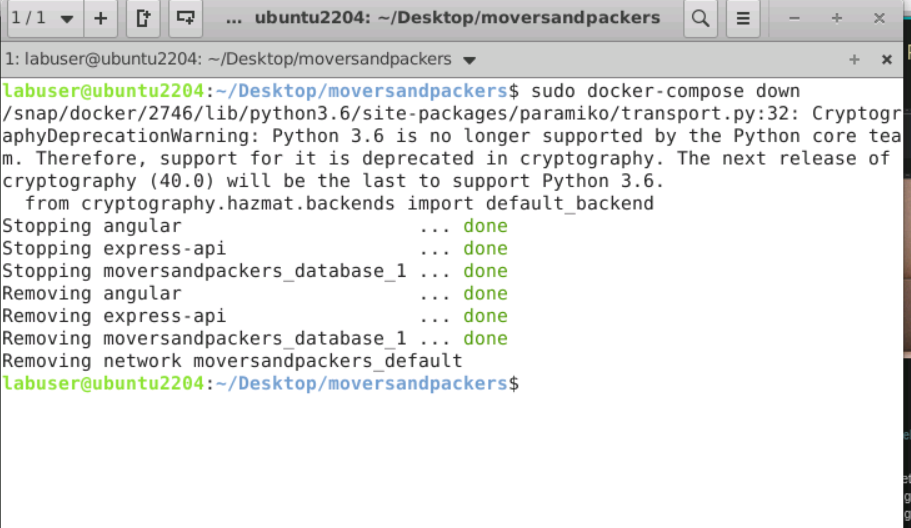 1 / 1
... ubuntu2204: ~/Desktop/moversandpackers
1: labuser@ubuntu2204: ~/Desktop/moversandpackers
labuser@ubuntu2204:~/Desktop/moversandpackers$ sudo docker-compose down
/snap/docker/2746/lib/python3.6/site-packages/paramiko/transport.py:32: Cryptogr
aphyDeprecationWarning: Python 3.6 is no longer supported by the Python core tea
m. Therefore, support for it is deprecated in cryptography. The next release of
cryptography (40.0) will be the last to support Python 3.6.
  from cryptography.hazmat.backends import default_backend
Stopping angular                     ... done
Stopping express-api                 ... done
Stopping moversandpackers_database_1 ... done
Removing angular                     ... done
Removing express-api                 ... done
Removing moversandpackers_database_1 ... done
Removing network moversandpackers_default
labuser@ubuntu2204:~/Desktop/moversandpackers$